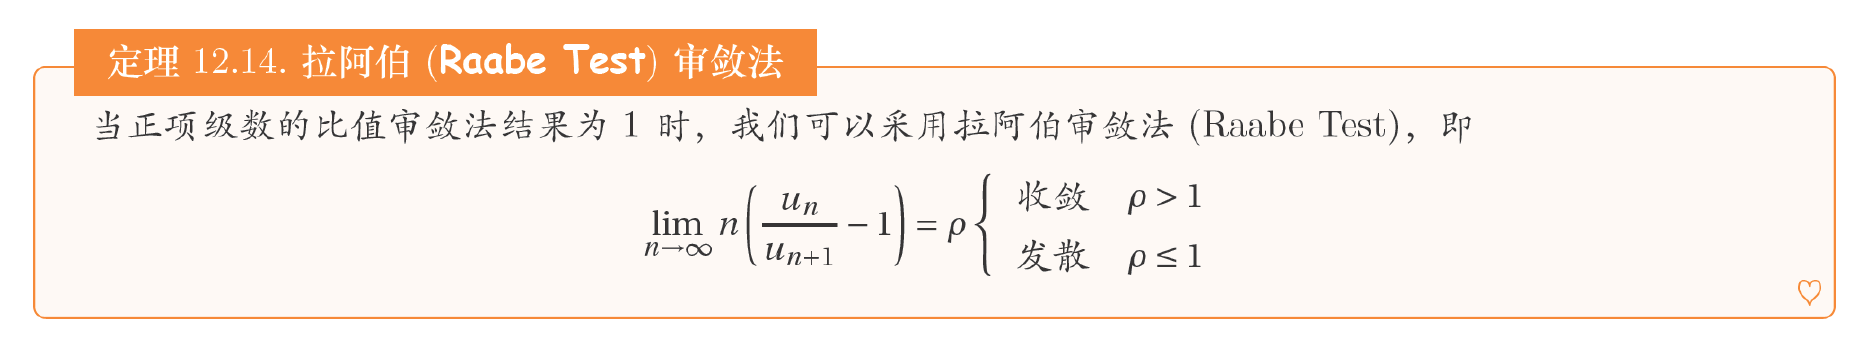 定理 12.14. 拉阿伯 (Raabe Test) 审敛法
当正项级数的比值审敛法结果为 1 时，我们可以采用拉阿伯审敛法 (Raabe Test)，即
$$\lim_{n\to\infty} n\left(\frac{u_n}{u_{n+1}}-1\right)=\rho\begin{cases}收敛 & \rho>1\\发散 & \rho\le 1\end{cases}$$